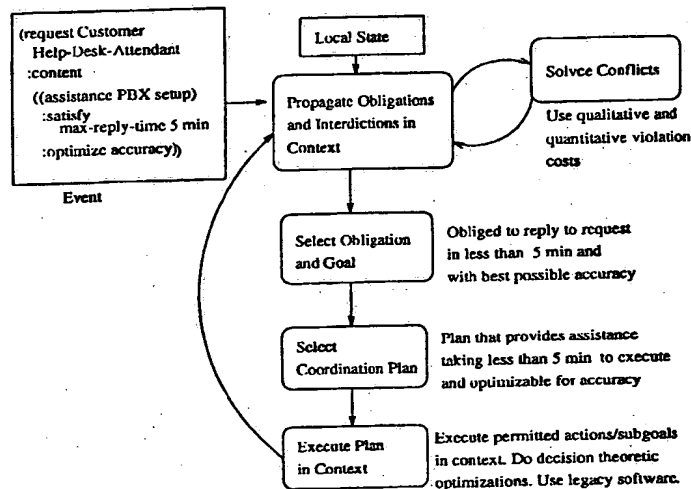 (request Customer
Help-Desk-Attendant
:content
((assistance PBX setup)
:satisfy
max-reply-time 5 min
:optimize accuracy))
Event
Local State
Propagate Obligations
and Interdictions in
Context
Solvee Conflicts
Use qualitative and
quantitative violation
costs
Select Obligation
and Goal
Obliged to reply to request
in less than 5 min and
with best possible accuracy
Select
Coordination Plan
Plan that provides assistance
taking less than 5 min to execute
and optimizable for accuracy
Execute Plan
in Context
Execute permitted actions/subgoals
in context. Do decision theoretic
optimizations. Use legacy software.